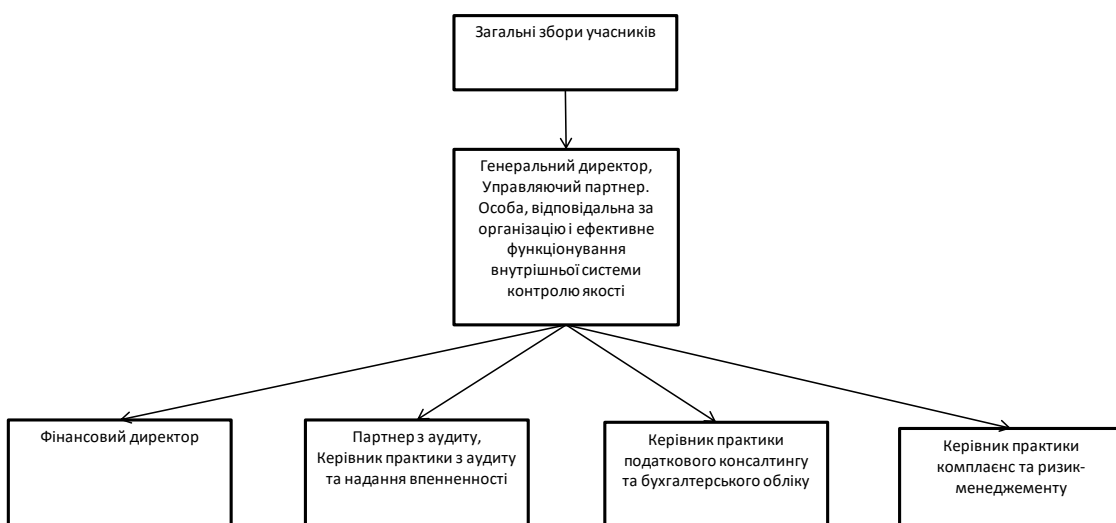 Загальні збори учасників
Генеральний директор,
Управляючий партнер.
Особа, відповідальна за
організацію і ефективне
функціонування
внутрішньої системи
контролю якості
Фінансовий директор
Партнер з аудиту,
Керівник практики з аудиту
та надання впенненності
Керівник практики
податкового консалтингу
та бухгалтерського обліку
Керівник практики
комплаєнс та ризик-
менеджементу